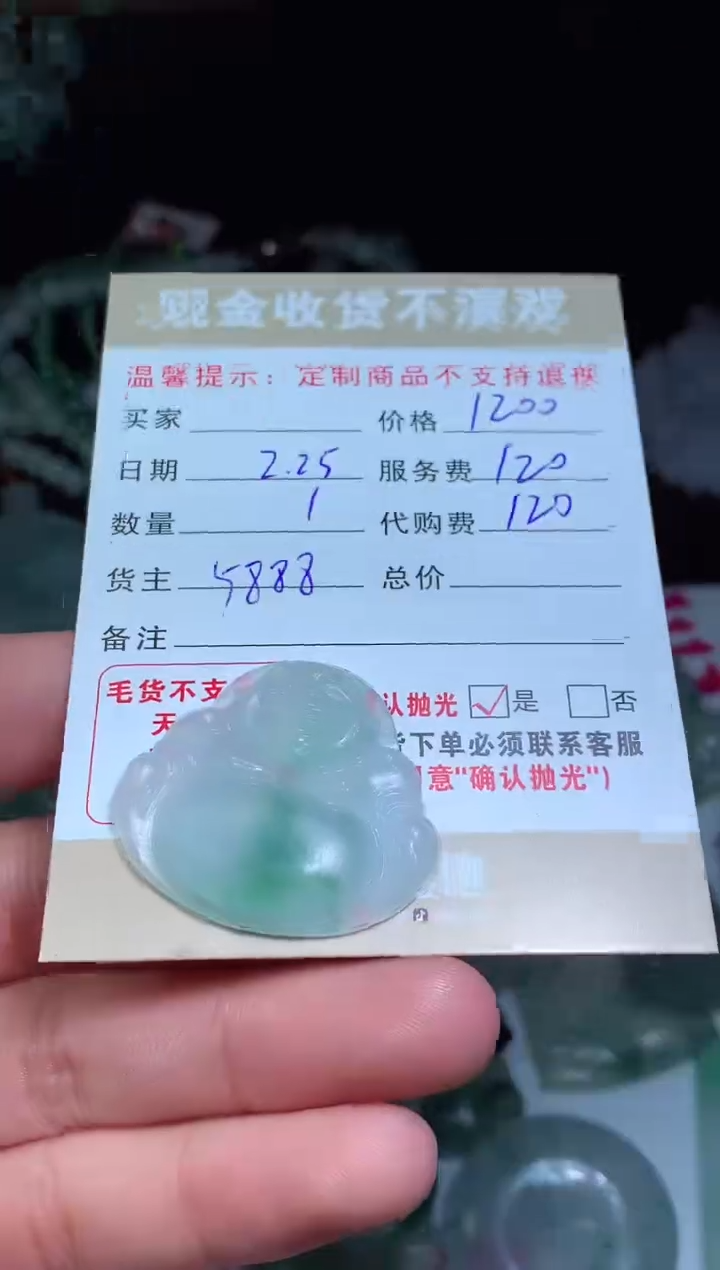 现金收货不演戏
温馨提示：定制商品不支持退换
买家 价格 1200
日期 2.25 服务费 120
数量 1 代购费 120
货主 5888 总价
备注
毛货不支 认抛光 ✓是 否
天 下单必须联系客服
意"确认抛光")